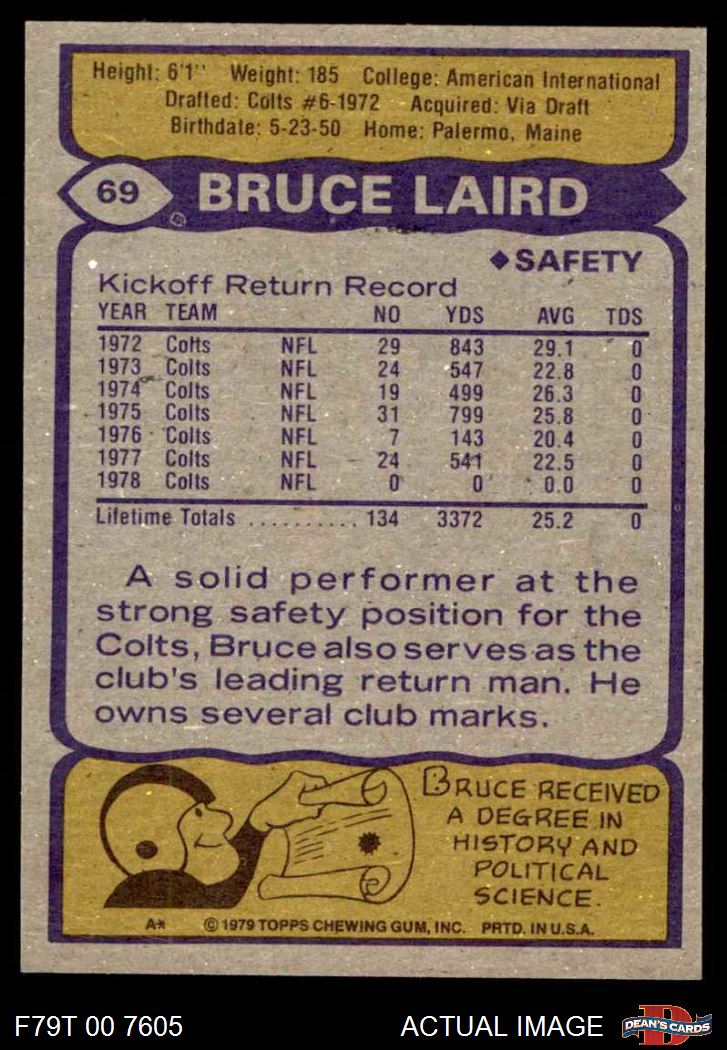 Height: 6'1" Weight: 185 College: American International
Drafted: Colts #6-1972 Acquired: Via Draft
Birthdate: 5-23-50 Home: Palermo, Maine
69 BRUCE LAIRD
◆SAFETY
Kickoff Return Record
YEAR TEAM NO YDS AVG TDS
1972 Colts NFL 29 843 29.1 0
1973 Colts NFL 24 547 22.8 0
1974 Colts NFL 19 499 26.3 0
1975 Colts NFL 31 799 25.8 0
1976 Colts NFL 7 143 20.4 0
1977 Colts NFL 24 541 22.5 0
1978 Colts NFL 0 0 0.0 0
Lifetime Totals .......... 134 3372 25.2 0
A solid performer at the
strong safety position for the
Colts, Bruce also serves as the
club's leading return man. He
owns several club marks.
BRUCE RECEIVED
A DEGREE IN
HISTORY AND
POLITICAL
SCIENCE.
A* © 1979 TOPPS CHEWING GUM, INC. PRTD. IN U.S.A.
F79T 00 7605 ACTUAL IMAGE D DEAN'S CARDS